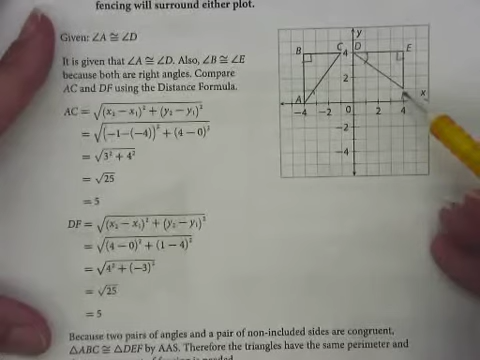 fencing will surround either plot.
Given: ∠A ≅ ∠D
It is given that ∠A ≅ ∠D. Also, ∠B ≅ ∠E
because both are right angles. Compare
AC and DF using the Distance Formula.
AC = √((x₂ − x₁)² + (y₂ − y₁)²)
= √((−1−(−4))² + (4−0)²)
= √(3² + 4²)
= √25
= 5
DF = √((x₂ − x₁)² + (y₂ − y₁)²)
= √((4−0)² + (1−4)²)
= √(4² + (−3)²)
= √25
= 5
Because two pairs of angles and a pair of non-included sides are congruent,
△ABC ≅ △DEF by AAS. Therefore the triangles have the same perimeter and
y
B C 4 D E
2
A x
−4 −2 0 2 4
−2
−4